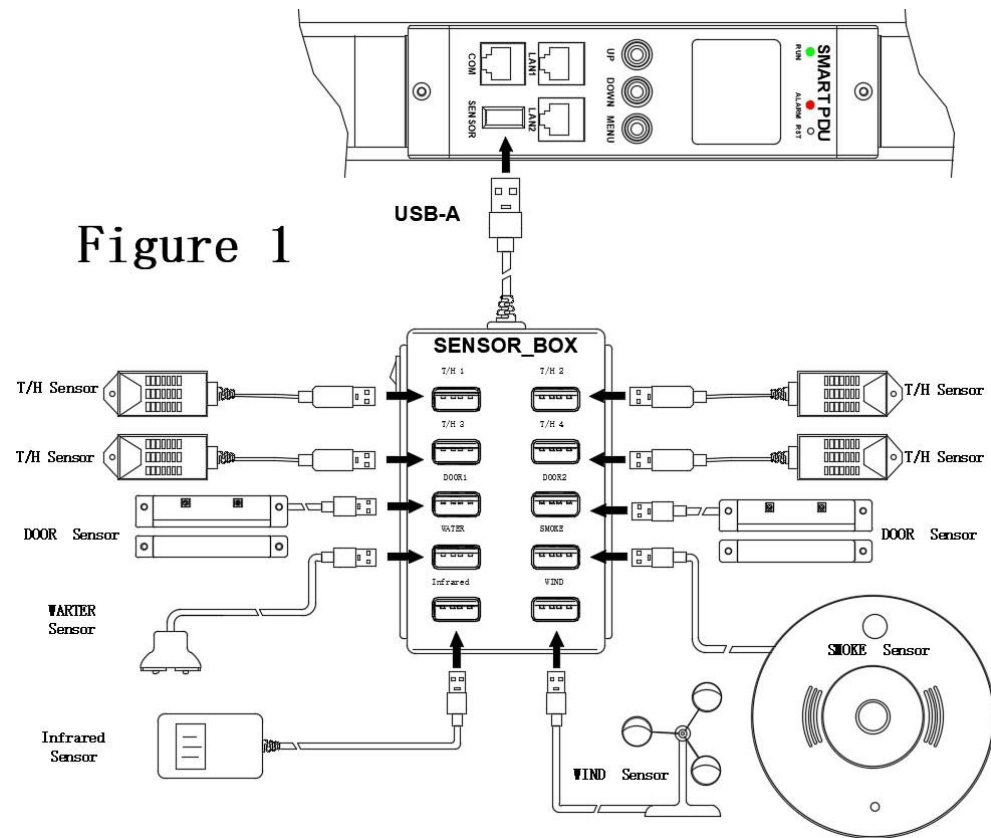 SMART PDU
RUN
ALARM
RST
UP
DOWN
MENU
COM
LAN1
SENSOR
LAN2
USB-A
Figure 1
SENSOR_BOX
T/H 1
T/H 2
T/H Sensor
T/H Sensor
T/H 3
T/H 4
T/H Sensor
T/H Sensor
DOOR1
DOOR2
DOOR Sensor
DOOR Sensor
WATER
SMOKE
Infrared
WIND
WARTER
Sensor
SMOKE Sensor
Infrared
Sensor
WIND Sensor